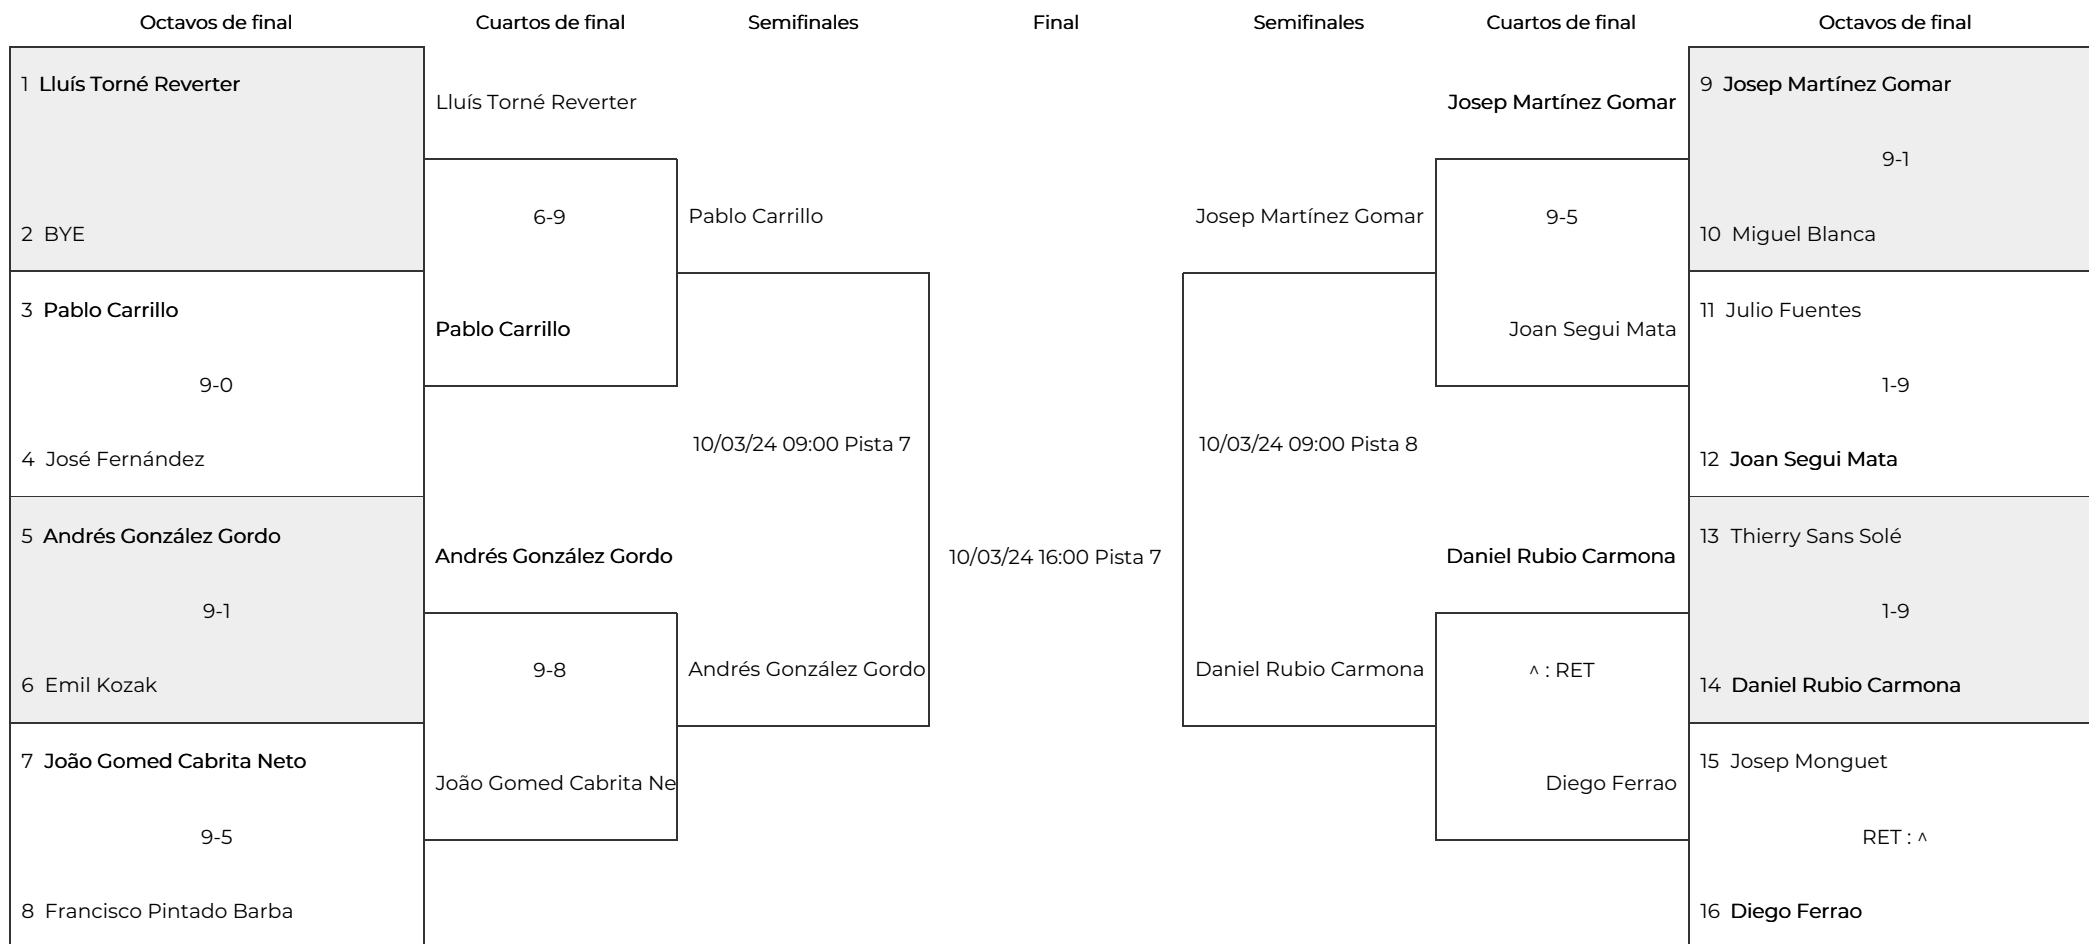 Octavos de final
Cuartos de final
Semifinales
Final
Semifinales
Cuartos de final
Octavos de final
1 Lluís Torné Reverter
2 BYE
3 Pablo Carrillo
9-0
4 José Fernández
5 Andrés González Gordo
9-1
6 Emil Kozak
7 João Gomed Cabrita Neto
9-5
8 Francisco Pintado Barba
Lluís Torné Reverter
6-9
Pablo Carrillo
Andrés González Gordo
9-8
João Gomed Cabrita Ne
Pablo Carrillo
10/03/24 09:00 Pista 7
Andrés González Gordo
10/03/24 16:00 Pista 7
Josep Martínez Gomar
10/03/24 09:00 Pista 8
Daniel Rubio Carmona
Josep Martínez Gomar
9-5
Joan Segui Mata
Daniel Rubio Carmona
^ : RET
Diego Ferrao
9 Josep Martínez Gomar
9-1
10 Miguel Blanca
11 Julio Fuentes
1-9
12 Joan Segui Mata
13 Thierry Sans Solé
1-9
14 Daniel Rubio Carmona
15 Josep Monguet
RET : ^
16 Diego Ferrao